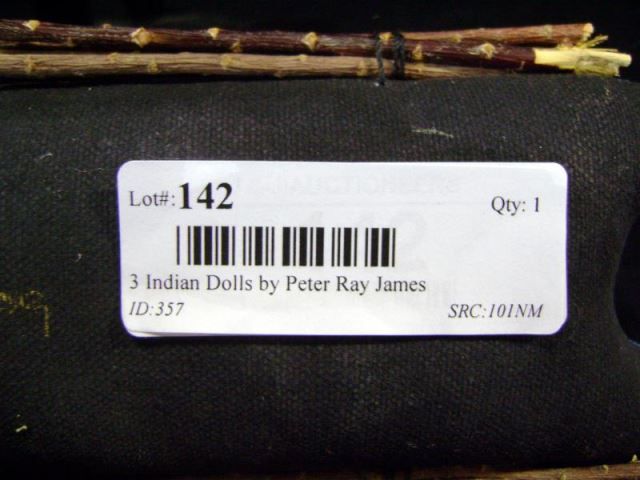 Lot#:142 Qty: 1
3 Indian Dolls by Peter Ray James
ID:357 SRC:101NM